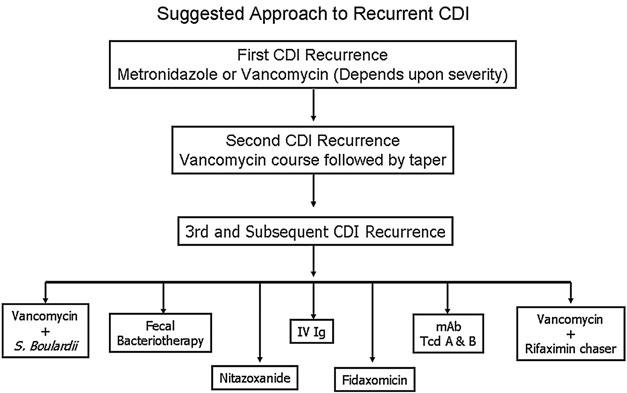 Suggested Approach to Recurrent CDI
First CDI Recurrence
Metronidazole or Vancomycin (Depends upon severity)
Second CDI Recurrence
Vancomycin course followed by taper
3rd and Subsequent CDI Recurrence
Vancomycin
+
S. Boulardii
Fecal
Bacteriotherapy
Nitazoxanide
IV Ig
Fidaxomicin
mAb
Tcd A & B
Vancomycin
+
Rifaximin chaser